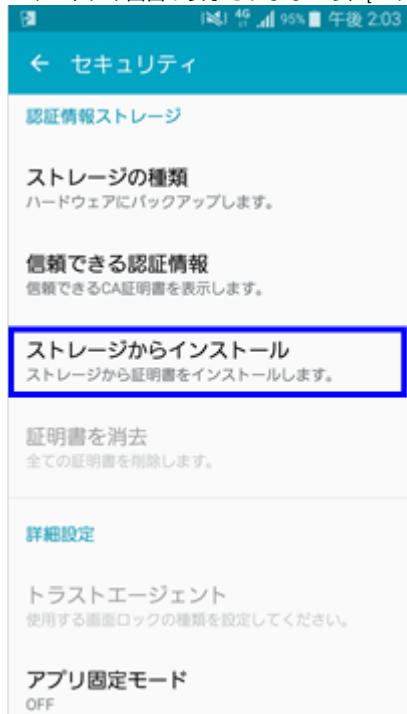 4G 95% 午後 2:03
← セキュリティ
認証情報ストレージ
ストレージの種類
ハードウェアにバックアップします。
信頼できる認証情報
信頼できるCA証明書を表示します。
ストレージからインストール
ストレージから証明書をインストールします。
証明書を消去
全ての証明書を削除します。
詳細設定
トラストエージェント
使用する画面ロックの種類を設定してください。
アプリ固定モード
OFF